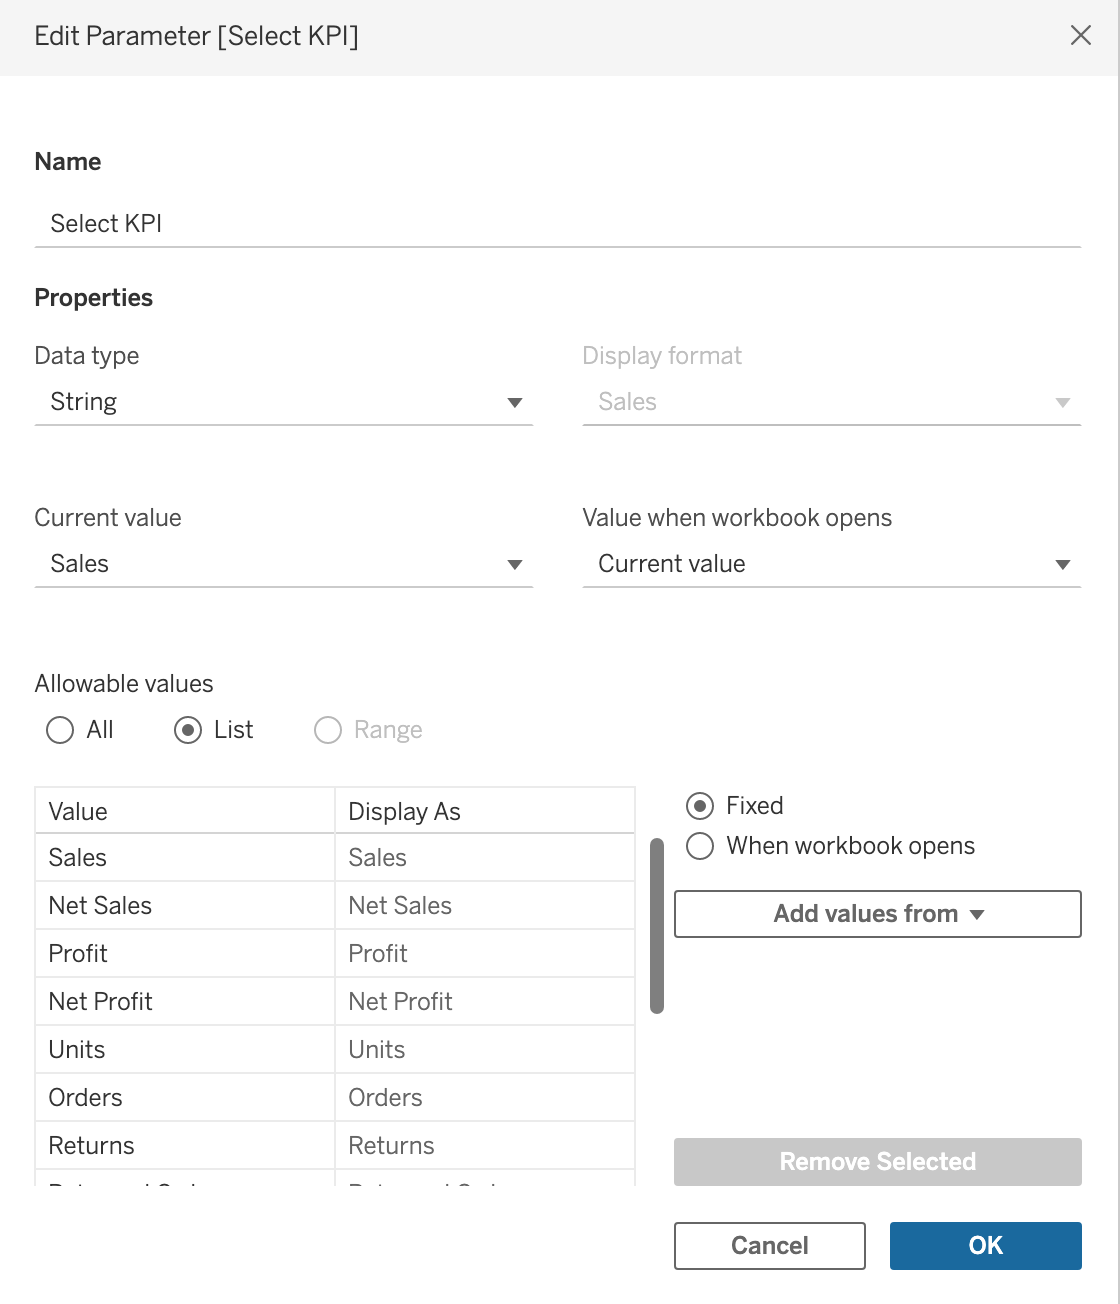 Edit Parameter [Select KPI]
Name
Select KPI
Properties
Data type
Display format
String
Sales
Current value
Value when workbook opens
Sales
Current value
Allowable values
All
List
Range
Value
Display As
Sales
Sales
Net Sales
Net Sales
Profit
Profit
Net Profit
Net Profit
Units
Units
Orders
Orders
Returns
Returns
Fixed
When workbook opens
Add values from
Remove Selected
Cancel
OK